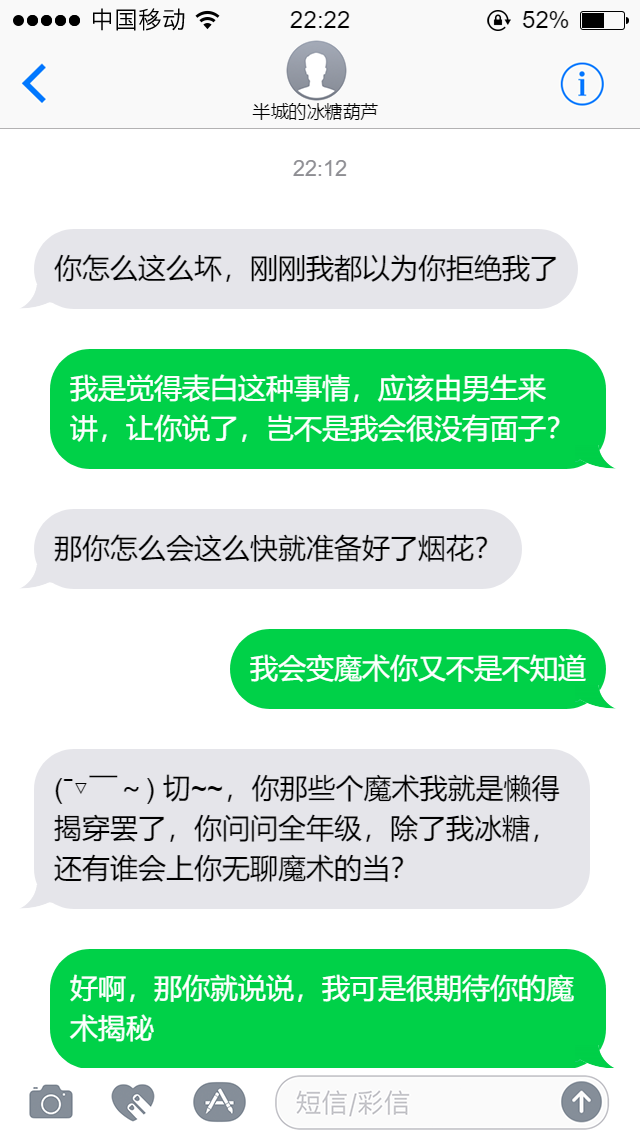 中国移动
22:22
52%
半城的冰糖葫芦
22:12
你怎么这么坏，刚刚我都以为你拒绝我了
我是觉得表白这种事情，应该由男生来
讲，让你说了，岂不是我会很没有面子？
那你怎么会这么快就准备好了烟花？
我会变魔术你又不是不知道
(¯▽￣～) 切~~，你那些个魔术我就是懒得
揭穿罢了，你问问全年级，除了我冰糖，
还有谁会上你无聊魔术的当？
好啊，那你就说说，我可是很期待你的魔
术揭秘
短信/彩信